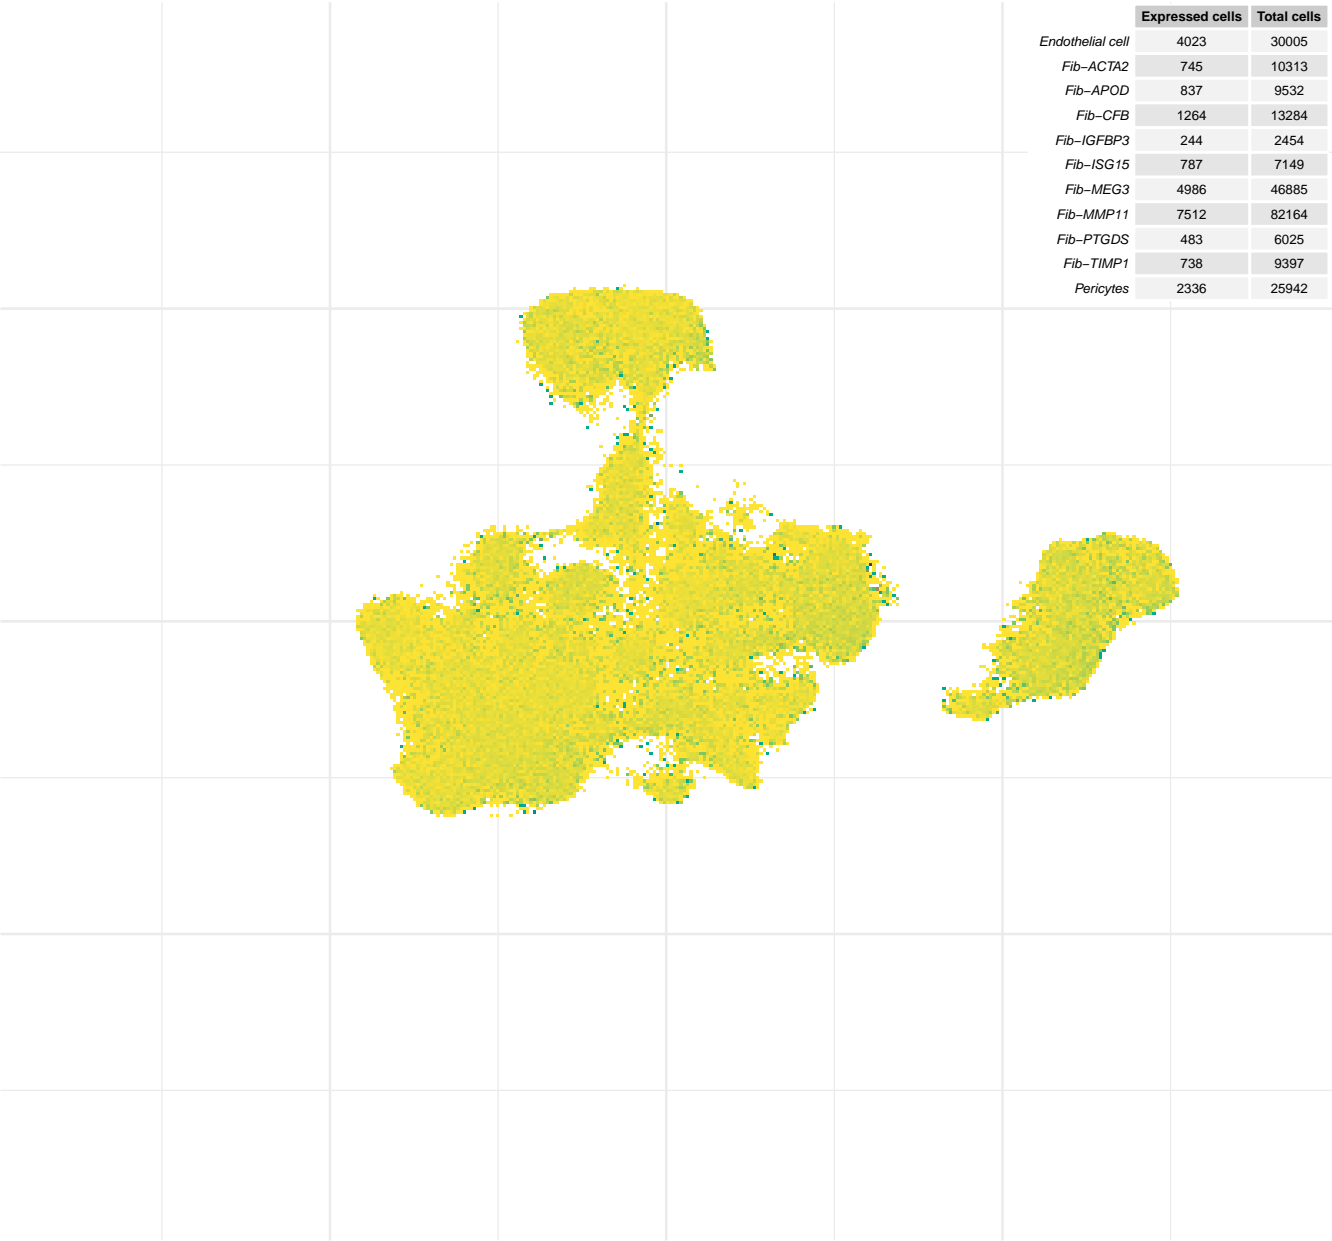 Expressed cells Total cells
Endothelial cell 4023 30005
Fib−ACTA2 745 10313
Fib−APOD 837 9532
Fib−CFB 1264 13284
Fib−IGFBP3 244 2454
Fib−ISG15 787 7149
Fib−MEG3 4986 46885
Fib−MMP11 7512 82164
Fib−PTGDS 483 6025
Fib−TIMP1 738 9397
Pericytes 2336 25942